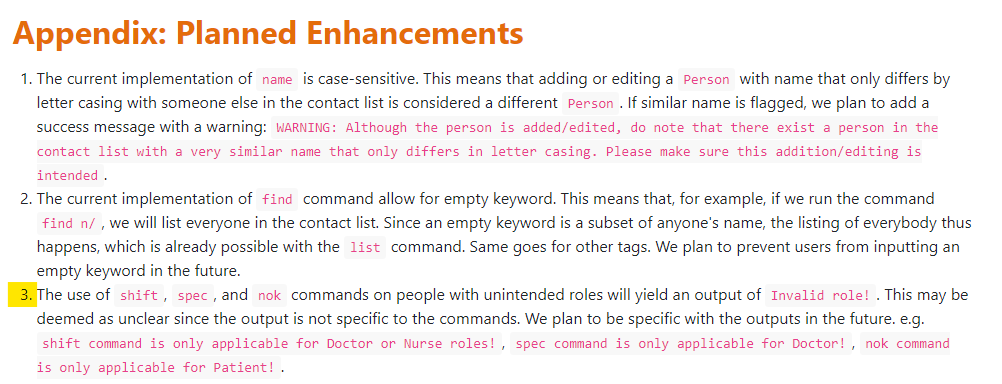 Appendix: Planned Enhancements
1. The current implementation of name is case-sensitive. This means that adding or editing a Person with name that only differs by
letter casing with someone else in the contact list is considered a different Person . If similar name is flagged, we plan to add a
success message with a warning: WARNING: Although the person is added/edited, do note that there exist a person in the
contact list with a very similar name that only differs in letter casing. Please make sure this addition/editing is
intended .
2. The current implementation of find command allow for empty keyword. This means that, for example, if we run the command
find n/ , we will list everyone in the contact list. Since an empty keyword is a subset of anyone's name, the listing of everybody thus
happens, which is already possible with the list command. Same goes for other tags. We plan to prevent users from inputting an
empty keyword in the future.
3. The use of shift , spec , and nok commands on people with unintended roles will yield an output of Invalid role! . This may be
deemed as unclear since the output is not specific to the commands. We plan to be specific with the outputs in the future. e.g.
shift command is only applicable for Doctor or Nurse roles! , spec command is only applicable for Doctor! , nok command
is only applicable for Patient! .